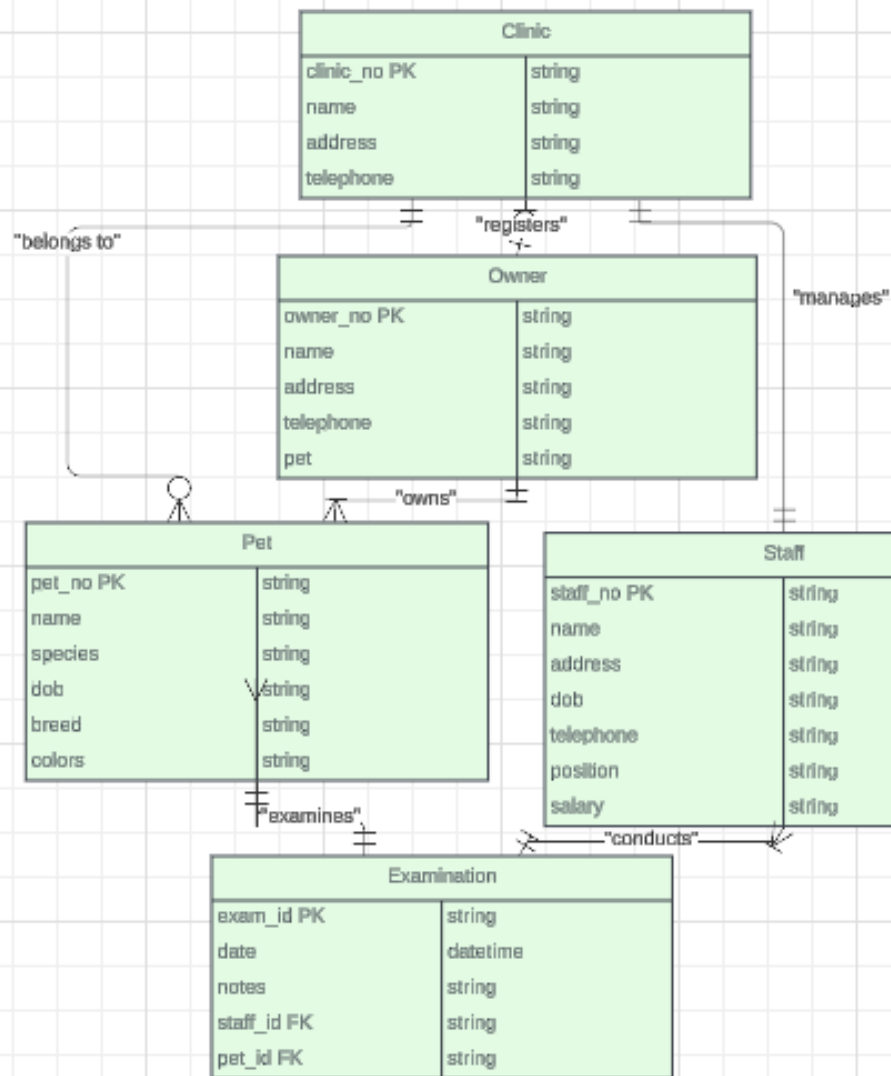 Clinic
clinic_no PK string
name string
address string
telephone string
"registers"
"belongs to"
Owner
"manages"
owner_no PK string
name string
address string
telephone string
pet string
"owns"
Pet
pet_no PK string
name string
species string
dob string
breed string
colors string
Staff
staff_no PK string
name string
address string
dob string
telephone string
position string
salary string
"examines"
"conducts"
Examination
exam_id PK string
date datetime
notes string
staff_id FK string
pet_id FK string